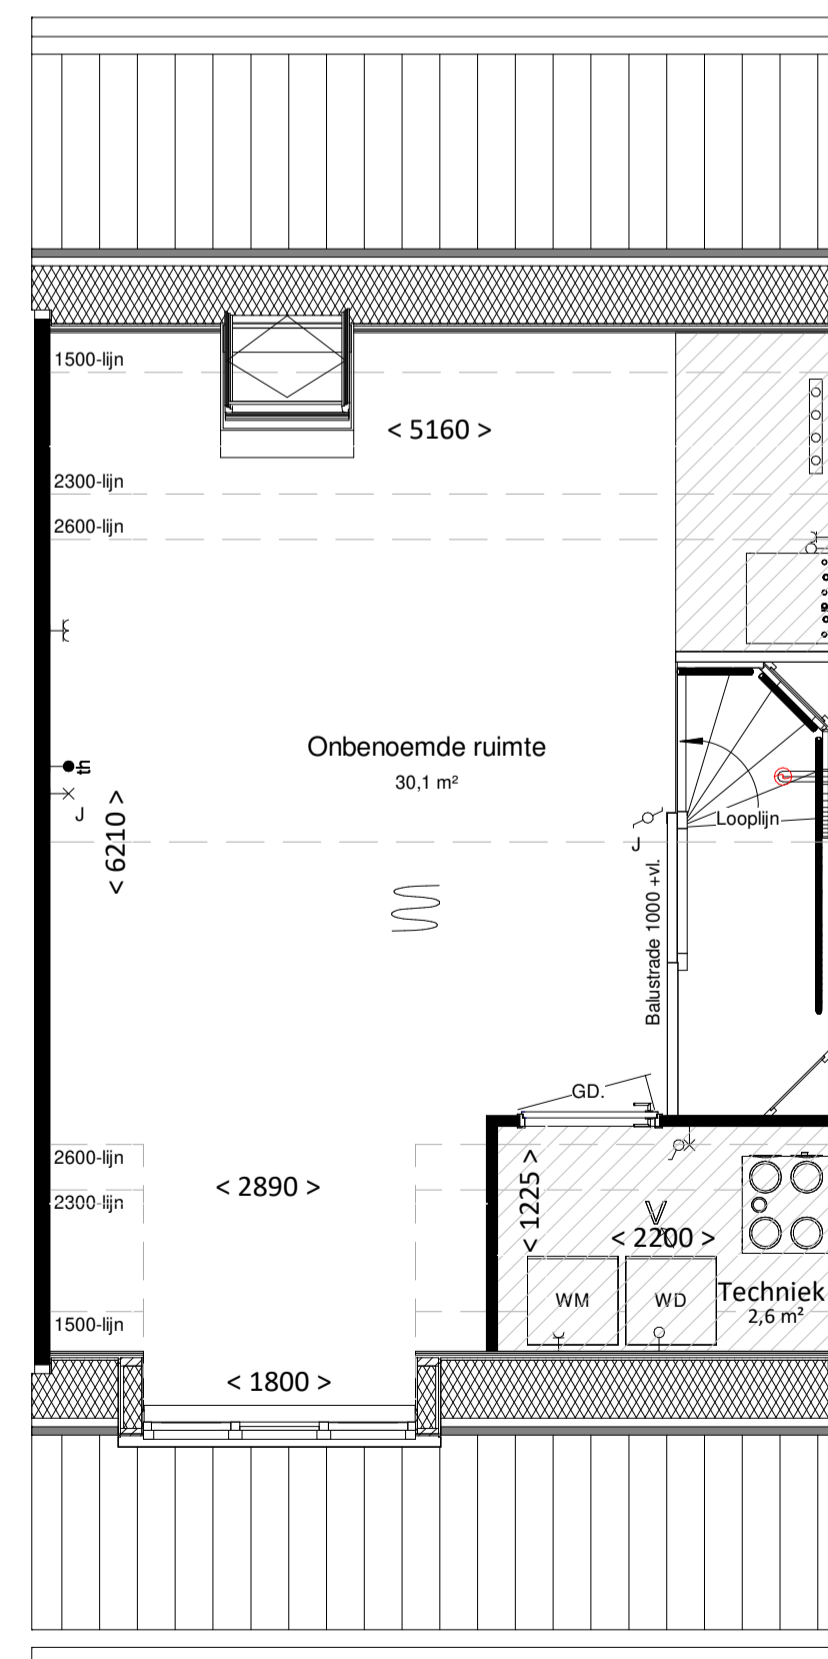 1500-lijn
< 5160 >
2300-lijn
2600-lijn
Onbenoemde ruimte
30,1 m²
th
J
< 6210 >
Looplijn
J
Balustrade 1000 +vl.
GD.
2600-lijn
< 2890 >
2300-lijn
< 1225 >
< 2200 >
WM
WD
Techniek
2,6 m²
1500-lijn
< 1800 >